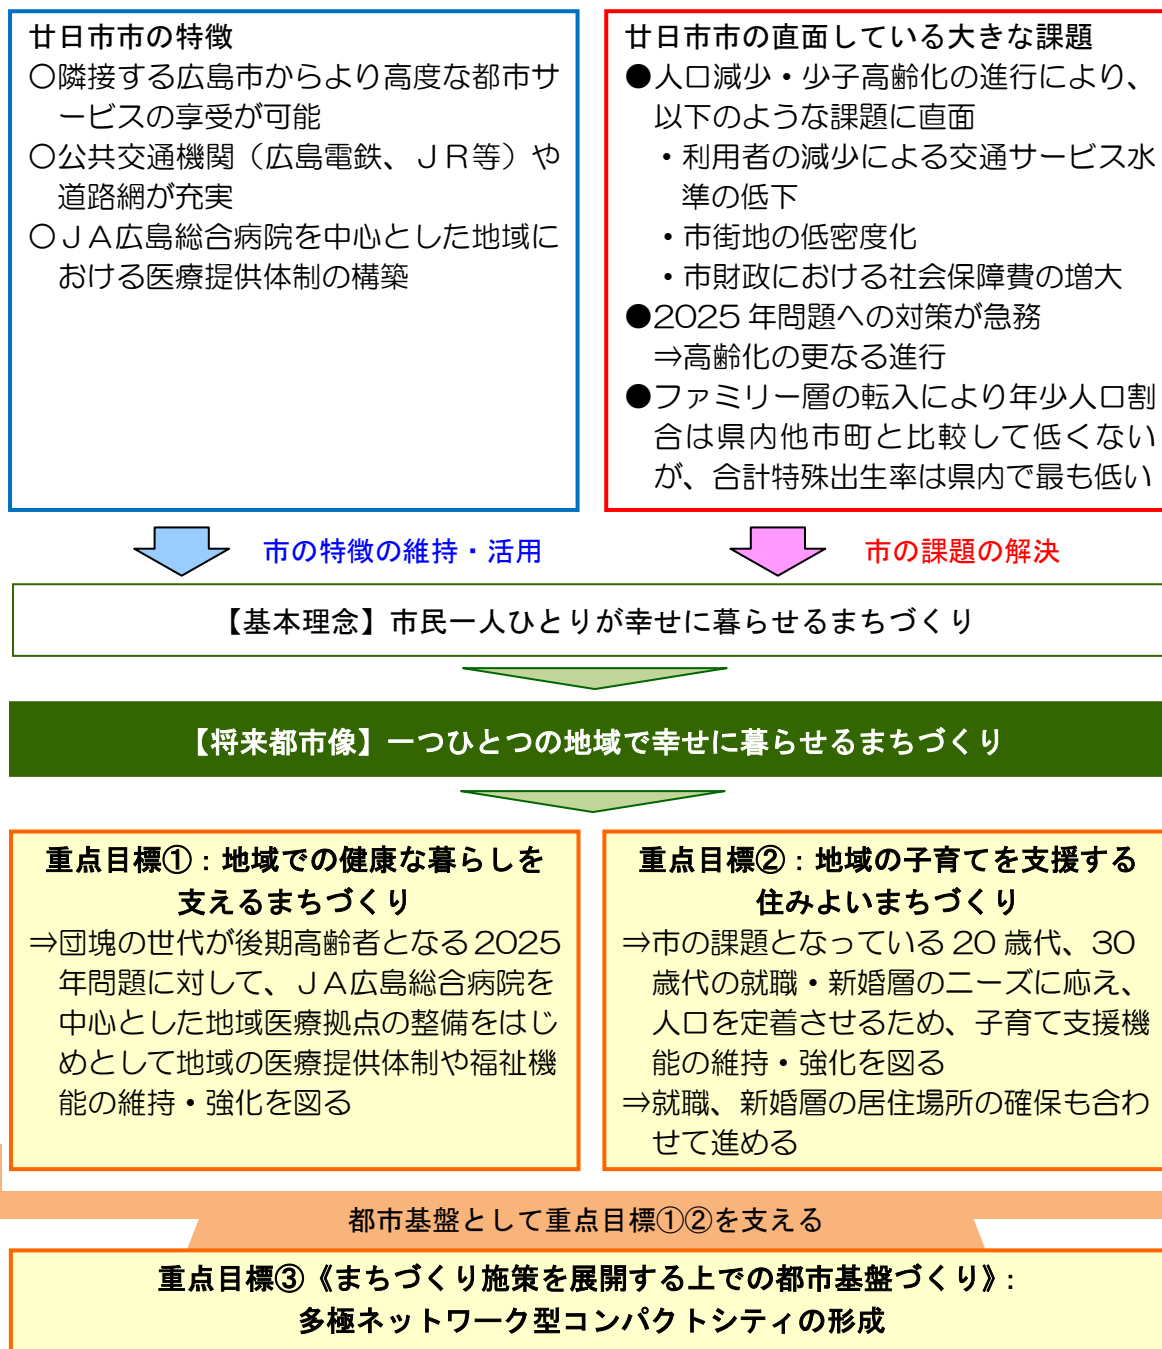 廿日市市の特徴
〇隣接する広島市からより高度な都市サ
ービスの享受が可能
〇公共交通機関（広島電鉄、ＪＲ等）や
道路網が充実
〇ＪＡ広島総合病院を中心とした地域に
おける医療提供体制の構築
廿日市市の直面している大きな課題
●人口減少・少子高齢化の進行により、
以下のような課題に直面
・利用者の減少による交通サービス水
準の低下
・市街地の低密度化
・市財政における社会保障費の増大
●2025 年問題への対策が急務
⇒高齢化の更なる進行
●ファミリー層の転入により年少人口割
合は県内他市町と比較して低くない
が、合計特殊出生率は県内で最も低い
市の特徴の維持・活用
市の課題の解決
【基本理念】市民一人ひとりが幸せに暮らせるまちづくり
【将来都市像】一つひとつの地域で幸せに暮らせるまちづくり
重点目標①：地域での健康な暮らしを
支えるまちづくり
⇒団塊の世代が後期高齢者となる 2025
年問題に対して、ＪＡ広島総合病院を
中心とした地域医療拠点の整備をはじ
めとして地域の医療提供体制や福祉機
能の維持・強化を図る
重点目標②：地域の子育てを支援する
住みよいまちづくり
⇒市の課題となっている 20 歳代、30
歳代の就職・新婚層のニーズに応え、
人口を定着させるため、子育て支援機
能の維持・強化を図る
⇒就職、新婚層の居住場所の確保も合わ
せて進める
都市基盤として重点目標①②を支える
重点目標③《まちづくり施策を展開する上での都市基盤づくり》：
多極ネットワーク型コンパクトシティの形成